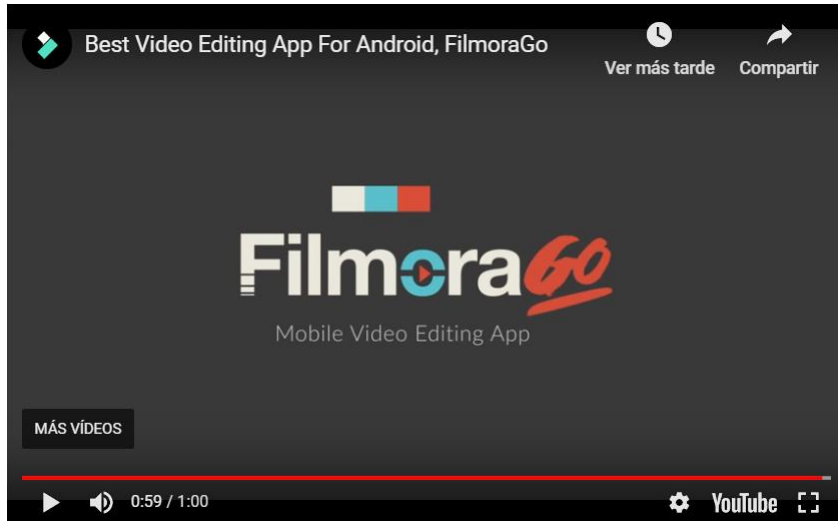 Best Video Editing App For Android, FilmoraGo
Ver más tarde
Compartir
FilmoraGO
Mobile Video Editing App
MÁS VÍDEOS
0:59 / 1:00
YouTube